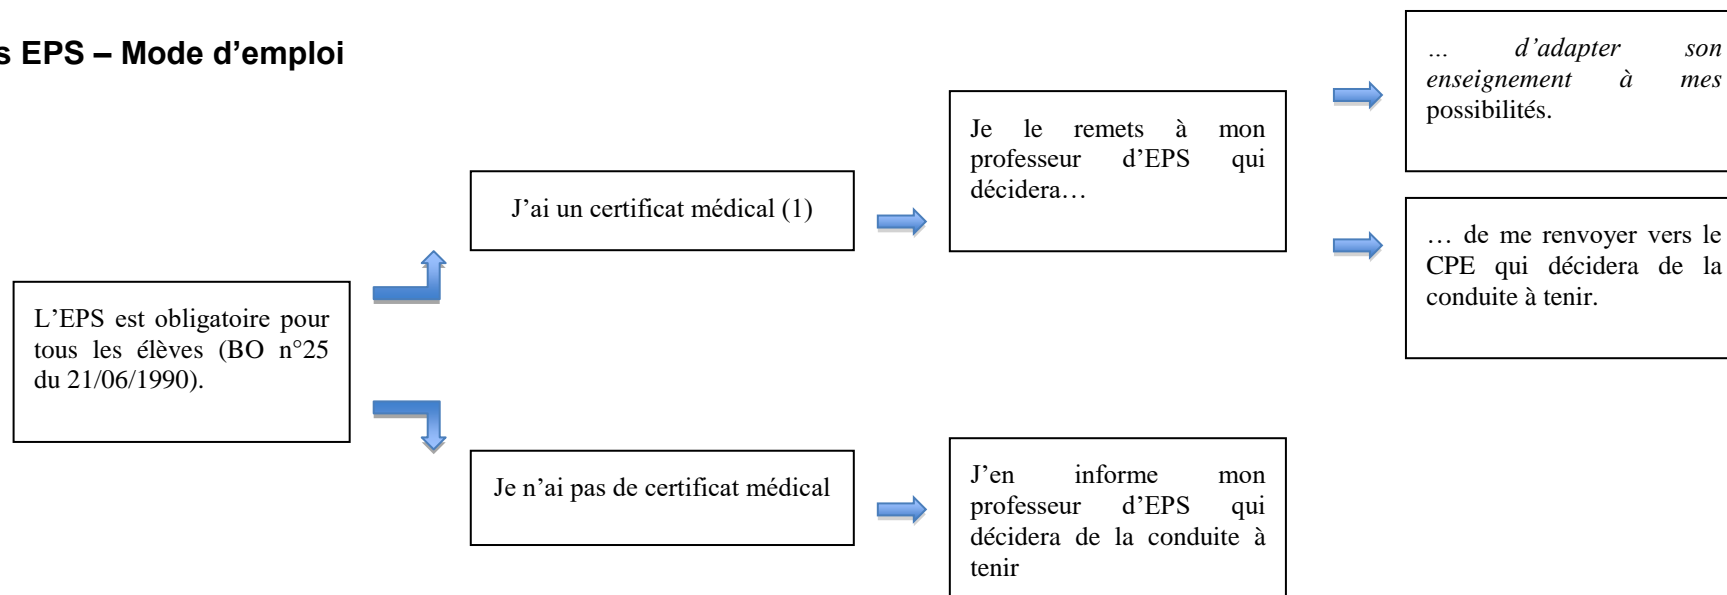 s EPS – Mode d’emploi
… d’adapter son
enseignement à mes
possibilités.
Je le remets à mon
professeur d’EPS qui
décidera…
J’ai un certificat médical (1)
… de me renvoyer vers le
CPE qui décidera de la
conduite à tenir.
L’EPS est obligatoire pour
tous les élèves (BO n°25
du 21/06/1990).
Je n’ai pas de certificat médical
J’en informe mon
professeur d’EPS qui
décidera de la conduite à
tenir